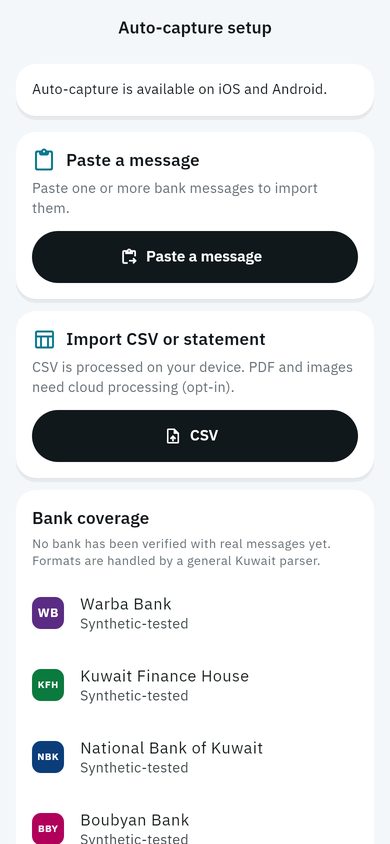 Auto-capture setup
Auto-capture is available on iOS and Android.
Paste a message
Paste one or more bank messages to import
them.
Paste a message
Import CSV or statement
CSV is processed on your device. PDF and images
need cloud processing (opt-in).
CSV
Bank coverage
No bank has been verified with real messages yet.
Formats are handled by a general Kuwait parser.
WB
Warba Bank
Synthetic-tested
KFH
Kuwait Finance House
Synthetic-tested
NBK
National Bank of Kuwait
Synthetic-tested
BBY
Boubyan Bank
Synthetic-tested